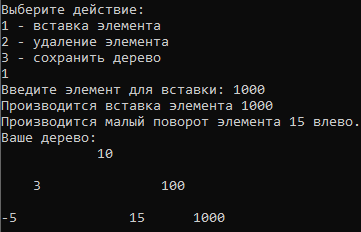 Выберите действие:
1 - вставка элемента
2 - удаление элемента
3 - сохранить дерево
1
Введите элемент для вставки: 1000
Производится вставка элемента 1000
Производится малый поворот элемента 15 влево.
Ваше дерево:
10
3 100
-5 15 1000